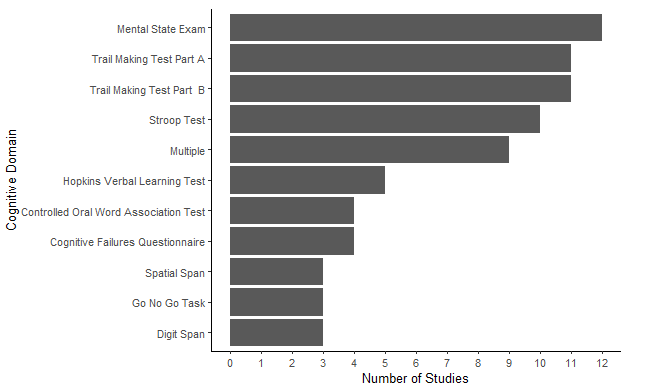 Mental State Exam
Trail Making Test Part A
Trail Making Test Part  B
Stroop Test
Multiple
Hopkins Verbal Learning Test
Controlled Oral Word Association Test
Cognitive Failures Questionnaire
Spatial Span
Go No Go Task
Digit Span
Cognitive Domain
0 1 2 3 4 5 6 7 8 9 10 11 12
Number of Studies